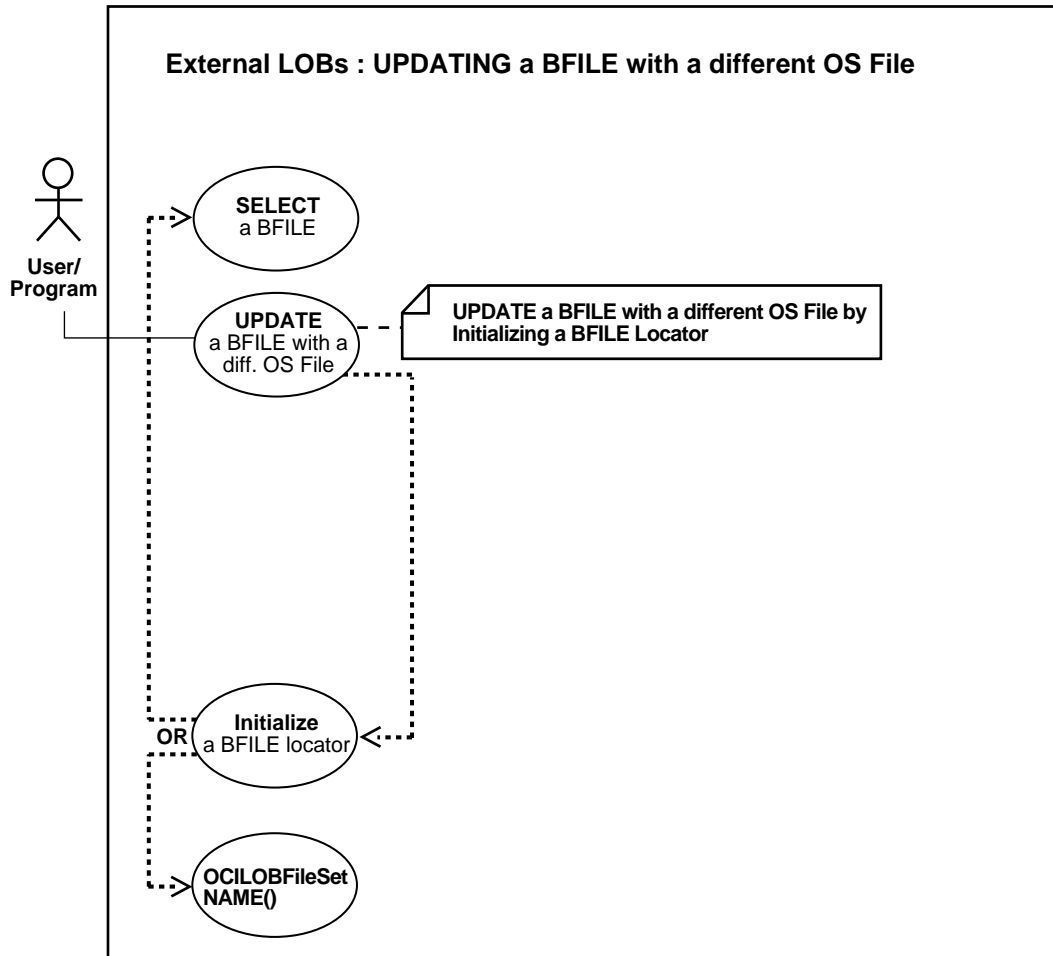 External LOBs : UPDATING a BFILE with a different OS File
SELECT
a BFILE
User/
Program
UPDATE
a BFILE with a
diff. OS File
UPDATE a BFILE with a different OS File by
Initializing a BFILE Locator
Initialize
a BFILE locator
OR
OCILOBFileSet
NAME()